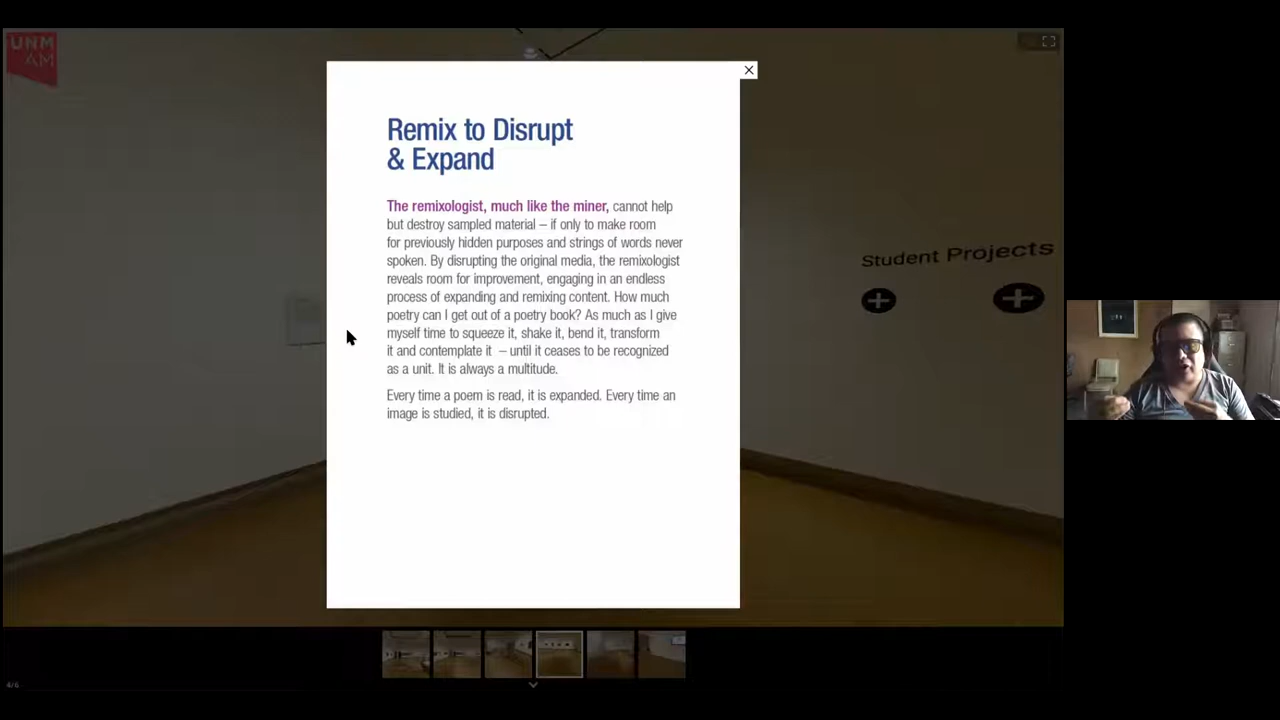 UNM
AM
Remix to Disrupt
& Expand
The remixologist, much like the miner, cannot help
but destroy sampled material – if only to make room
for previously hidden purposes and strings of words never
spoken. By disrupting the original media, the remixologist
reveals room for improvement, engaging in an endless
process of expanding and remixing content. How much
poetry can I get out of a poetry book? As much as I give
myself time to squeeze it, shake it, bend it, transform
it and contemplate it – until it ceases to be recognized
as a unit. It is always a multitude.
Every time a poem is read, it is expanded. Every time an
image is studied, it is disrupted.
Student Projects
4/6